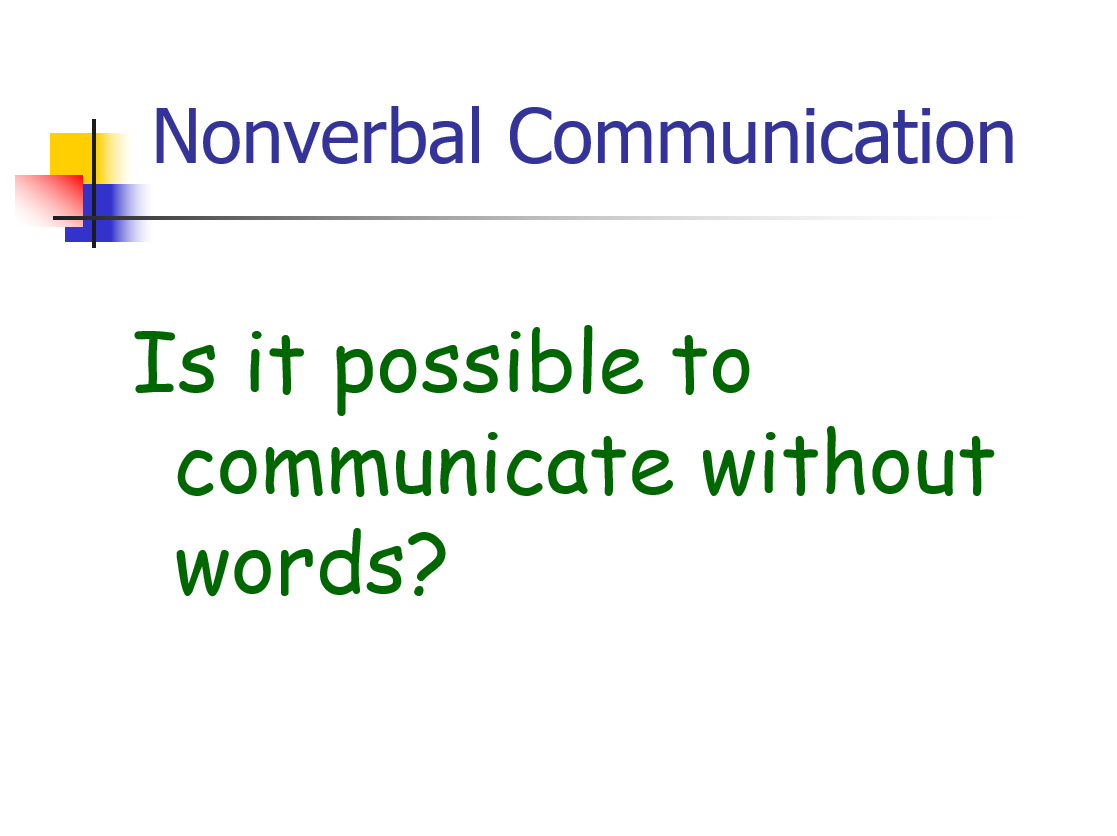 Nonverbal Communication
Is it possible to
communicate without
words?